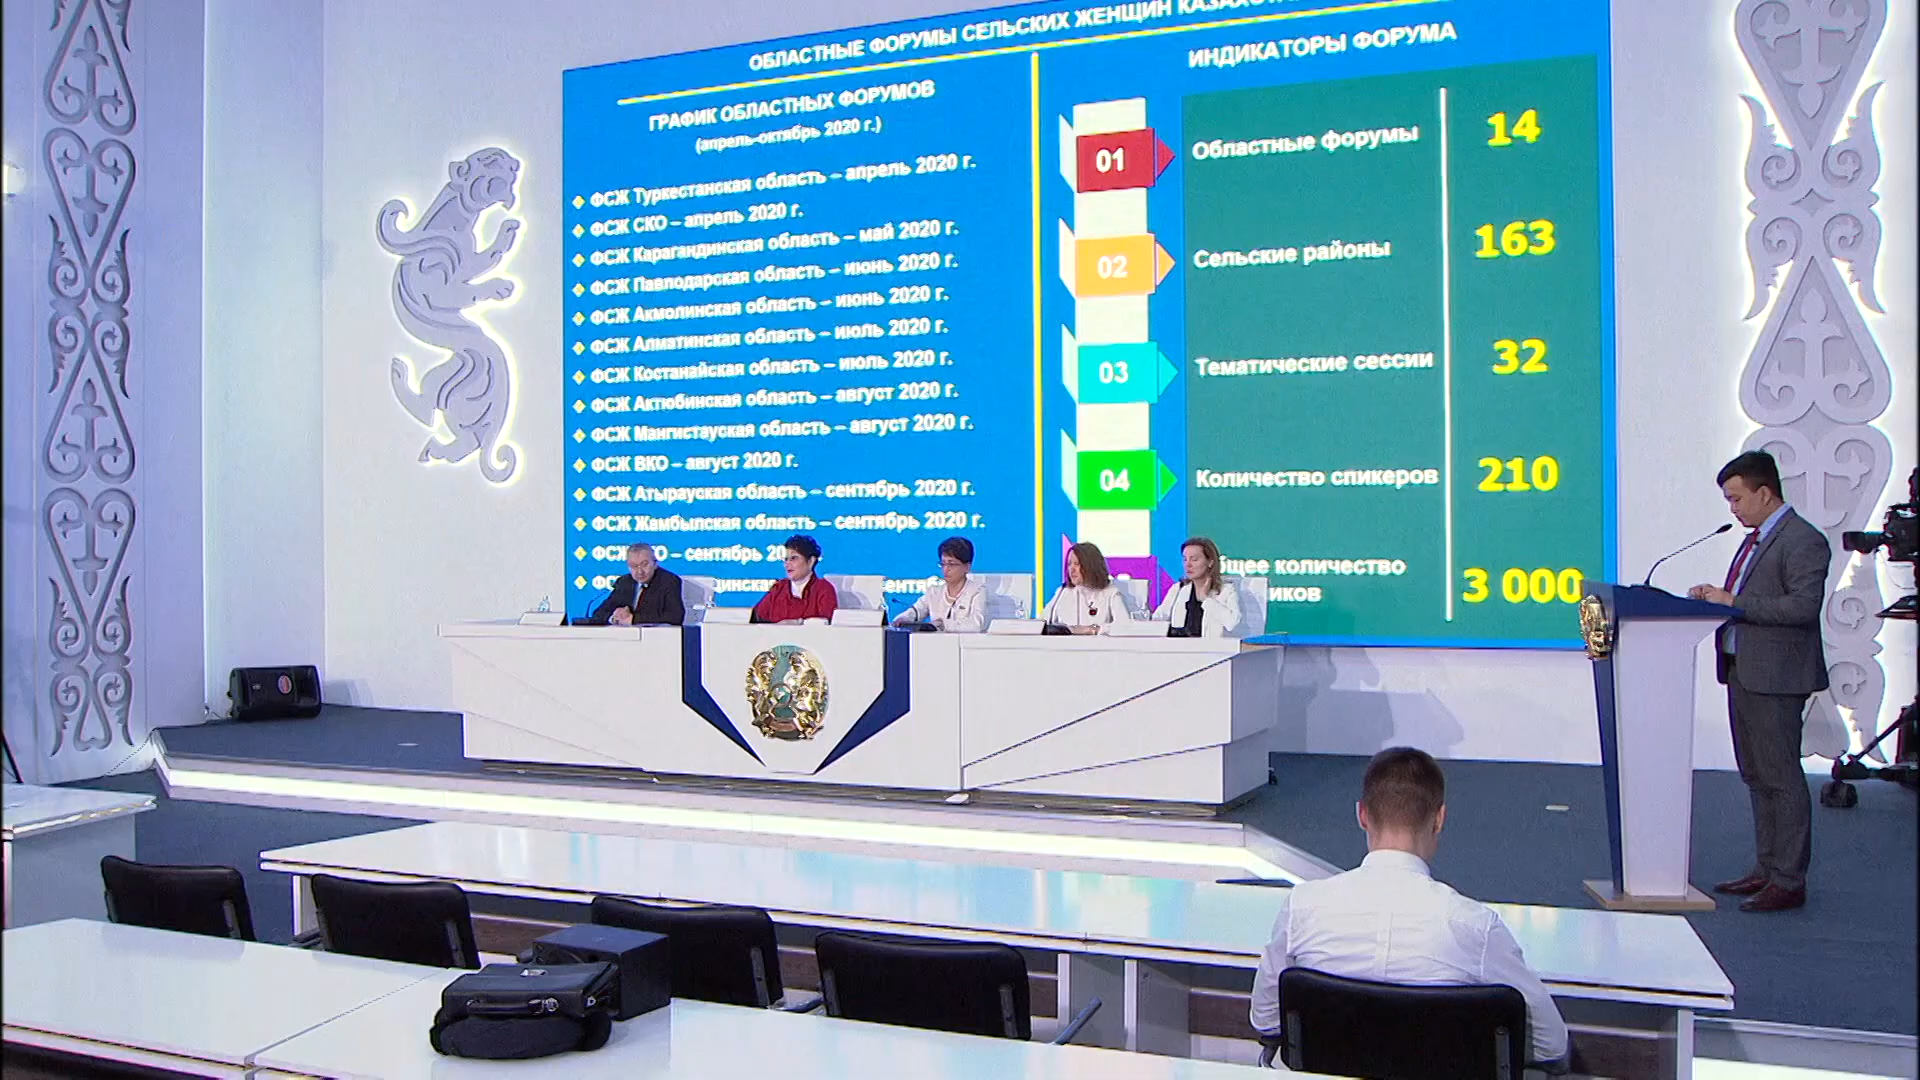 ОБЛАСТНЫЕ ФОРУМЫ СЕЛЬСКИХ ЖЕНЩИН
ГРАФИК ОБЛАСТНЫХ ФОРУМОВ
(апрель-октябрь 2020 г.)
ФСЖ Туркестанская область – апрель 2020 г.
ФСЖ СКО – апрель 2020 г.
ФСЖ Карагандинская область – май 2020 г.
ФСЖ Павлодарская область – июнь 2020 г.
ФСЖ Акмолинская область – июнь 2020 г.
ФСЖ Алматинская область – июль 2020 г.
ФСЖ Костанайская область – июль 2020 г.
ФСЖ Актюбинская область – август 2020 г.
ФСЖ Мангистауская область – август 2020 г.
ФСЖ ВКО – август 2020 г.
ФСЖ Атырауская область – сентябрь 2020 г.
ФСЖ Жамбылская область – сентябрь 2020 г.
– сентябрь
ИНДИКАТОРЫ ФОРУМА
01 Областные форумы 14
02 Сельские районы 163
03 Тематические сессии 32
04 Количество спикеров 210
количество
3 000